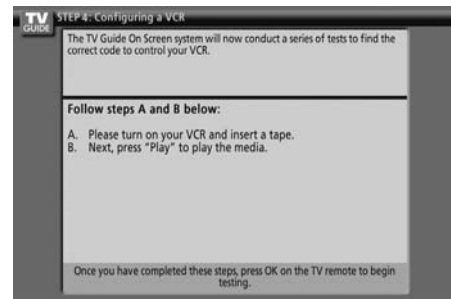 TV
GUIDE
STEP 4: Configuring a VCR
The TV Guide On Screen system will now conduct a series of tests to find the
correct code to control your VCR.
Follow steps A and B below:
A. Please turn on your VCR and insert a tape.
B. Next, press "Play" to play the media.
Once you have completed these steps, press OK on the TV remote to begin
testing.